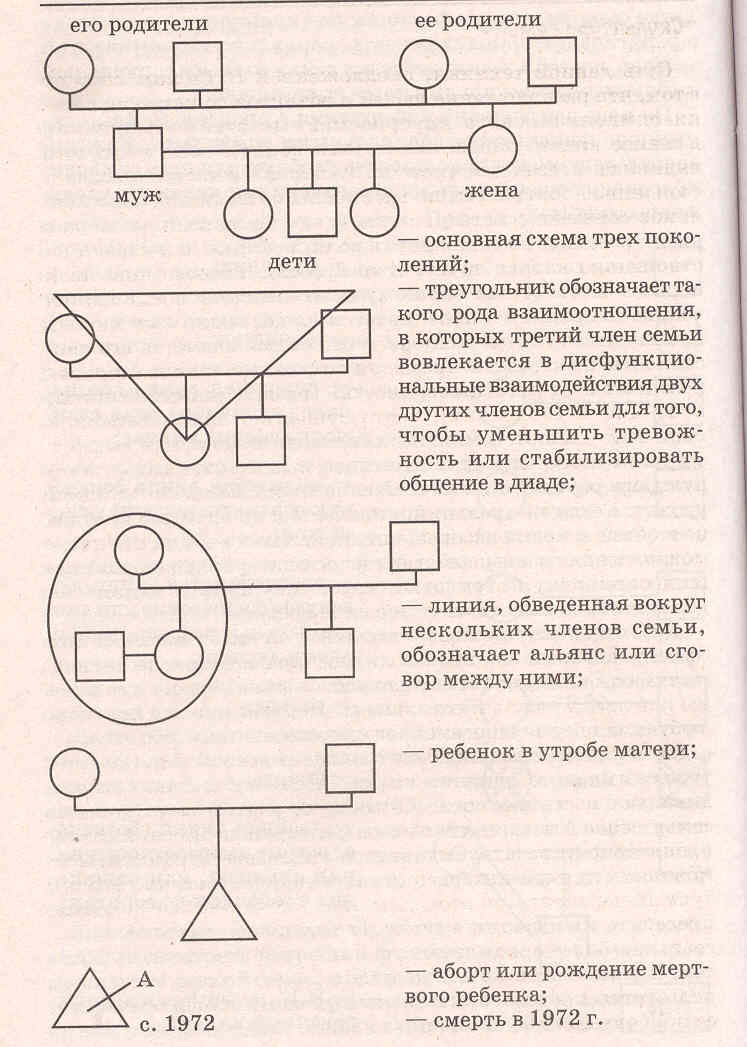 его родители
ее родители
муж
жена
дети
— основная схема трех поко-
лений;
— треугольник обозначает та-
кого рода взаимоотношения,
в которых третий член семьи
вовлекается в дисфункцио-
нальные взаимодействия двух
других членов семьи для того,
чтобы уменьшить тревож-
ность или стабилизировать
общение в диаде;
— линия, обведенная вокруг
нескольких членов семьи,
обозначает альянс или сго-
вор между ними;
— ребенок в утробе матери;
А
с. 1972
— аборт или рождение мерт-
вого ребенка;
— смерть в 1972 г.